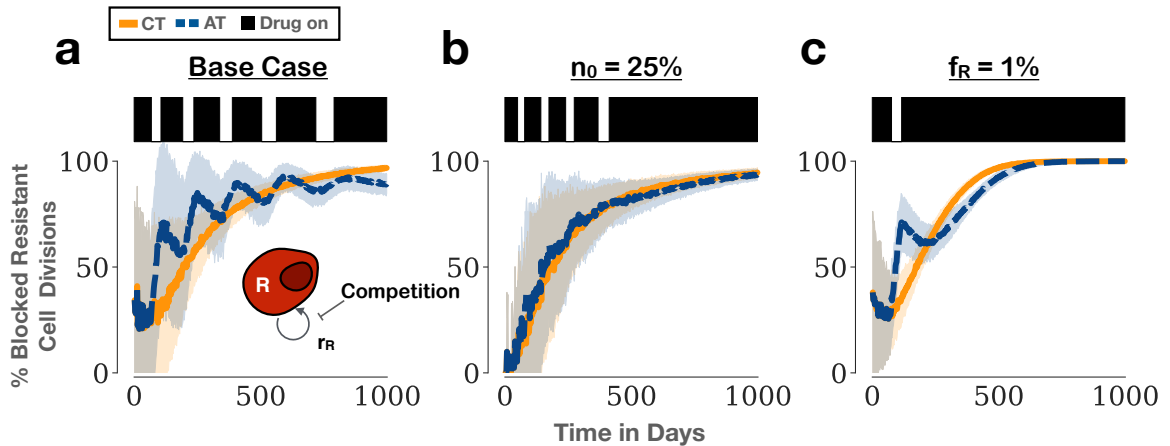 CT AT Drug on
a b c
Base Case n₀ = 25% f_R = 1%
100 100 100
50 50 50
0 0 0
R
Competition
r_R
0 500 1000 0 500 1000 0 500 1000
% Blocked Resistant
Cell Divisions
Time in Days